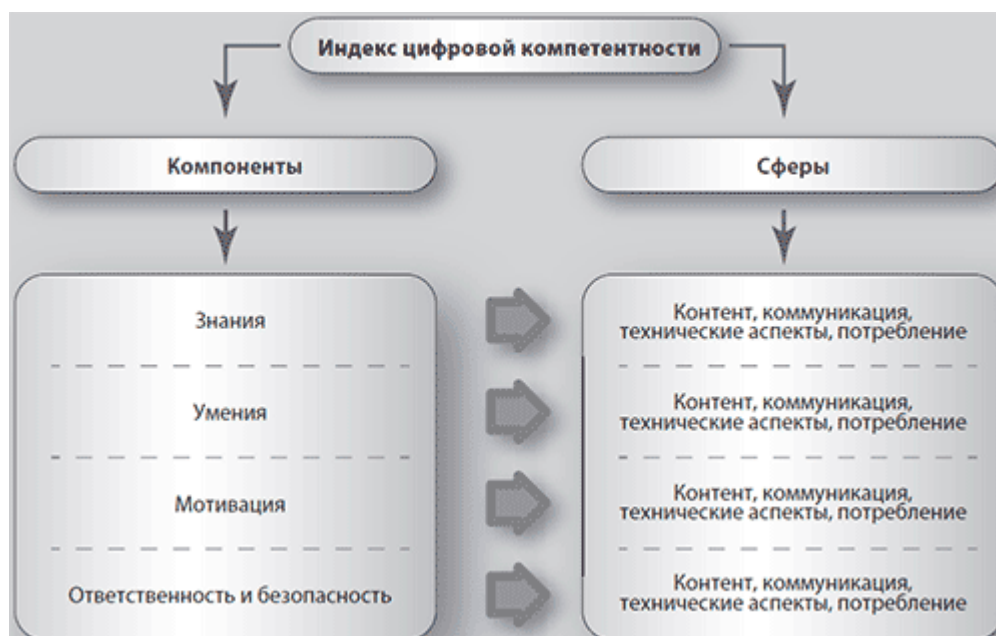 Индекс цифровой компетентности
Компоненты
Сферы
Знания
Контент, коммуникация,
технические аспекты, потребление
Умения
Контент, коммуникация,
технические аспекты, потребление
Мотивация
Контент, коммуникация,
технические аспекты, потребление
Ответственность и безопасность
Контент, коммуникация,
технические аспекты, потребление